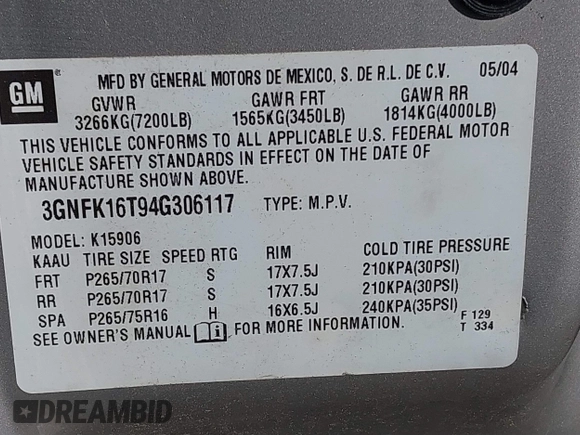 GM ® MFD BY GENERAL MOTORS DE MEXICO, S. DE R.L. DE C.V. 05/04
GVWR GAWR FRT GAWR RR
3266KG(7200LB) 1565KG(3450LB) 1814KG(4000LB)
THIS VEHICLE CONFORMS TO ALL APPLICABLE U.S. FEDERAL MOTOR
VEHICLE SAFETY STANDARDS IN EFFECT ON THE DATE OF
MANUFACTURE SHOWN ABOVE.
3GNFK16T94G306117 TYPE: M.P.V.
MODEL: K15906
KAAU TIRE SIZE SPEED RTG RIM COLD TIRE PRESSURE
FRT P265/70R17 S 17X7.5J 210KPA(30PSI)
RR P265/70R17 S 17X7.5J 210KPA(30PSI)
SPA P265/75R16 H 16X6.5J 240KPA(35PSI)
SEE OWNER'S MANUAL FOR MORE INFORMATION.
F 129
T 334
DREAMBID